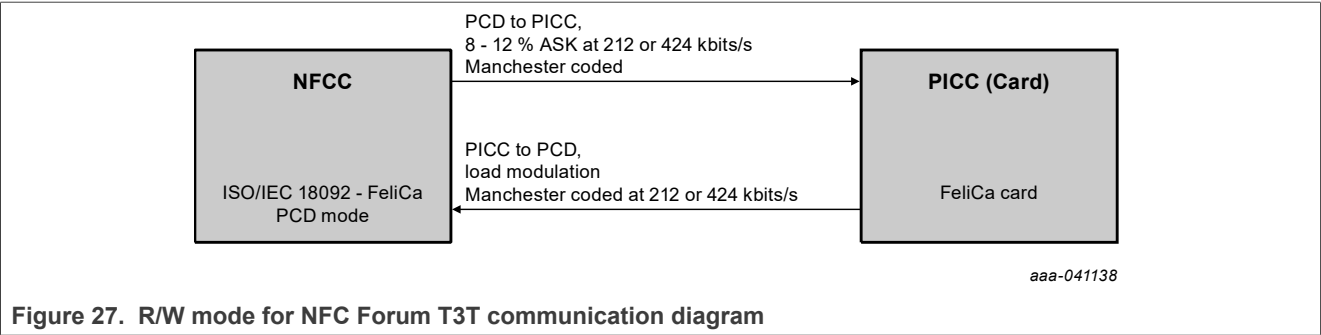 PCD to PICC,
8 - 12 % ASK at 212 or 424 kbits/s
Manchester coded
NFCC
PICC (Card)
PICC to PCD,
load modulation
Manchester coded at 212 or 424 kbits/s
ISO/IEC 18092 - FeliCa
PCD mode
FeliCa card
aaa-041138
Figure 27. R/W mode for NFC Forum T3T communication diagram